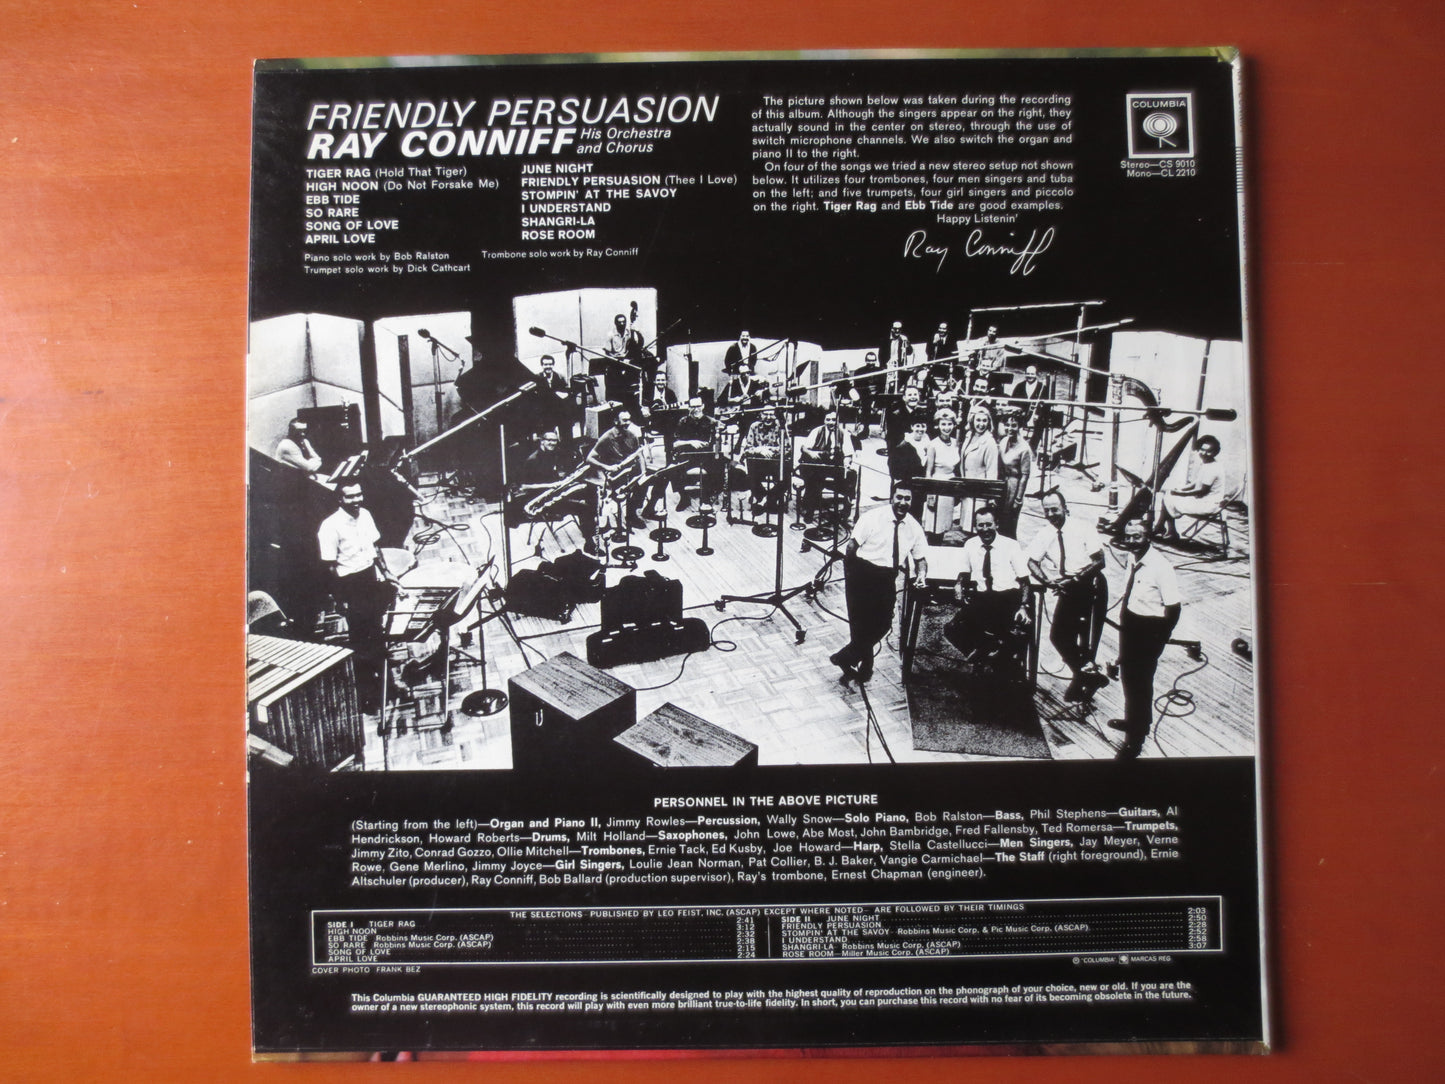 FRIENDLY PERSUASION
RAY CONNIFF His Orchestra
and Chorus
TIGER RAG (Hold That Tiger)
HIGH NOON (Do Not Forsake Me)
EBB TIDE
SO RARE
SONG OF LOVE
APRIL LOVE
JUNE NIGHT
FRIENDLY PERSUASION (Thee I Love)
STOMPIN' AT THE SAVOY
I UNDERSTAND
SHANGRI-LA
ROSE ROOM
Piano solo work by Bob Ralston
Trumpet solo work by Dick Cathcart
Trombone solo work by Ray Conniff
The picture shown below was taken during the recording
of this album. Although the singers appear on the right, they
actually sound in the center on stereo, through the use of
switch microphone channels. We also switch the organ and
piano II to the right.
On four of the songs we tried a new stereo setup not shown
below. It utilizes four trombones, four men singers and tuba
on the left; and five trumpets, four girl singers and piccolo
on the right. Tiger Rag and Ebb Tide are good examples.
Happy Listenin'
Ray Conniff
COLUMBIA
Stereo—CS 9010
Mono—CL 2210
PERSONNEL IN THE ABOVE PICTURE
(Starting from the left)—Organ and Piano II, Jimmy Rowles—Percussion, Wally Snow—Solo Piano, Bob Ralston—Bass, Phil Stephens—Guitars, Al
Hendrickson, Howard Roberts—Drums, Milt Holland—Saxophones, John Lowe, Abe Most, John Bambridge, Fred Fallensby, Ted Romersa—Trumpets,
Jimmy Zito, Conrad Gozzo, Ollie Mitchell—Trombones, Ernie Tack, Ed Kusby, Joe Howard—Harp, Stella Castellucci—Men Singers, Jay Meyer, Verne
Rowe, Gene Merlino, Jimmy Joyce—Girl Singers, Loulie Jean Norman, Pat Collier, B. J. Baker, Vangie Carmichael—The Staff (right foreground), Ernie
Altschuler (producer), Ray Conniff, Bob Ballard (production supervisor), Ray's trombone, Ernest Chapman (engineer).
THE SELECTIONS—PUBLISHED BY LEO FEIST, INC. (ASCAP) EXCEPT WHERE NOTED—ARE FOLLOWED BY THEIR TIMINGS
SIDE I TIGER RAG 2:41
HIGH NOON 3:12
EBB TIDE—Robbins Music Corp. (ASCAP) 2:32
SO RARE—Robbins Music Corp. (ASCAP) 2:38
SONG OF LOVE 2:15
APRIL LOVE 2:24
SIDE II JUNE NIGHT 2:03
FRIENDLY PERSUASION 2:50
STOMPIN' AT THE SAVOY—Robbins Music Corp. & Pic Music Corp. (ASCAP) 2:28
I UNDERSTAND 2:52
SHANGRI-LA—Robbins Music Corp. (ASCAP) 2:58
ROSE ROOM—Miller Music Corp. (ASCAP) 3:07
COVER PHOTO: FRANK BEZ
℗ "COLUMBIA" MARCAS REG.
This Columbia GUARANTEED HIGH FIDELITY recording is scientifically designed to play with the highest quality of reproduction on the phonograph of your choice, new or old. If you are the
owner of a new stereophonic system, this record will play with even more brilliant true-to-life fidelity. In short, you can purchase this record with no fear of its becoming obsolete in the future.